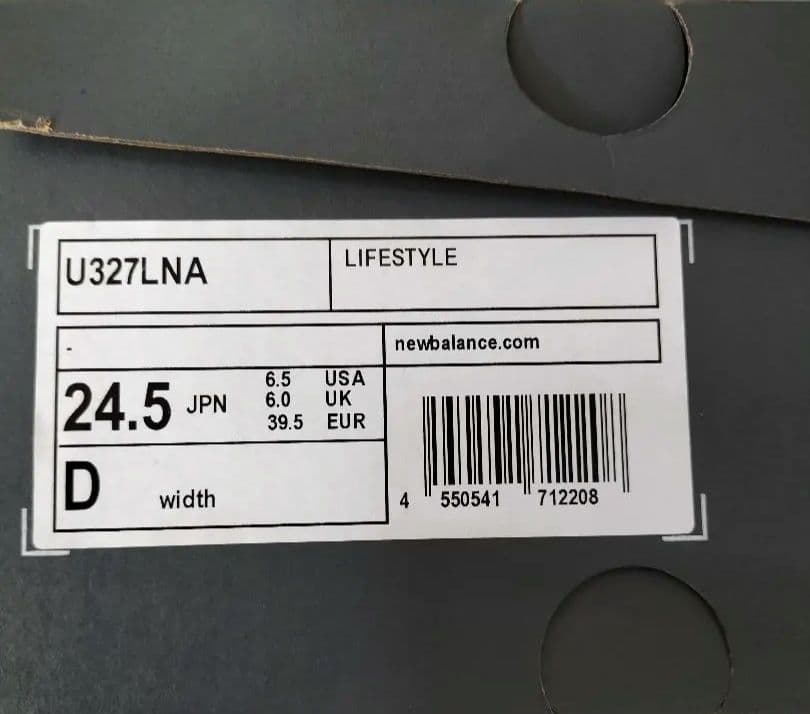 U327LNA
LIFESTYLE
-
newbalance.com
24.5 JPN
6.5 USA
6.0 UK
39.5 EUR
D width
4 550541 712208